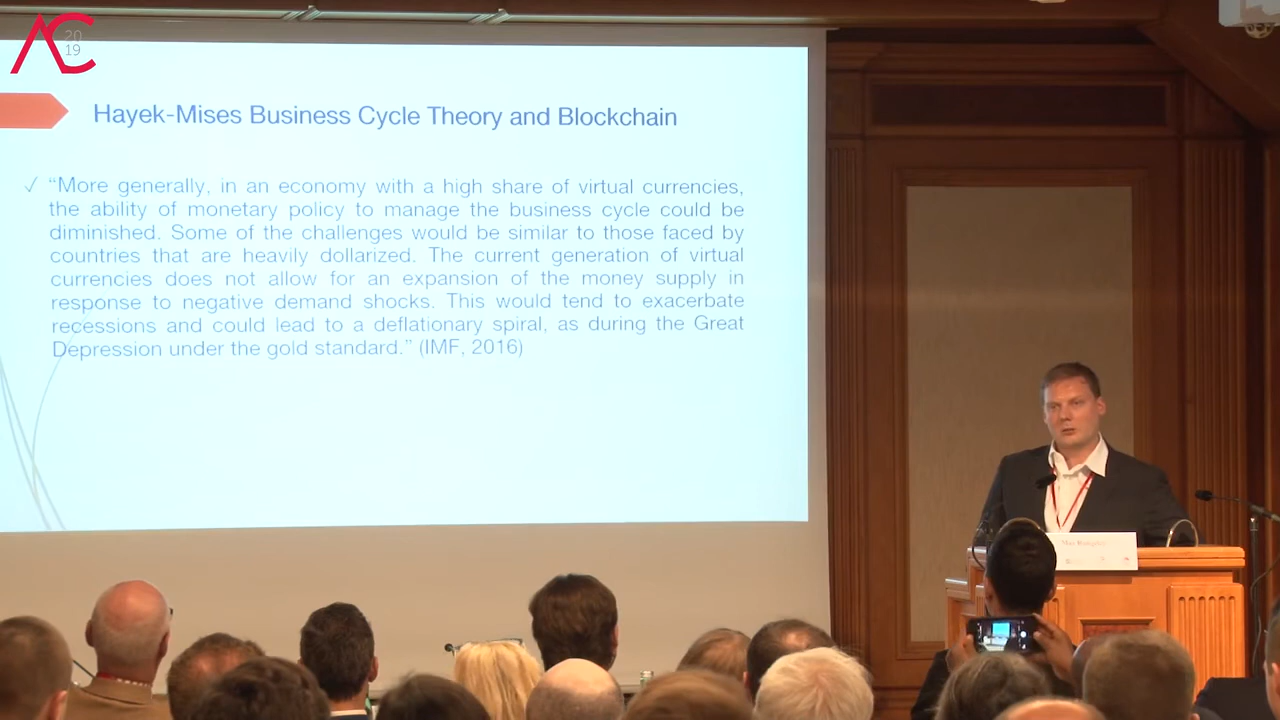 AC
20
19
Hayek-Mises Business Cycle Theory and Blockchain
✓ “More generally, in an economy with a high share of virtual currencies,
the ability of monetary policy to manage the business cycle could be
diminished. Some of the challenges would be similar to those faced by
countries that are heavily dollarized. The current generation of virtual
currencies does not allow for an expansion of the money supply in
response to negative demand shocks. This would tend to exacerbate
recessions and could lead to a deflationary spiral, as during the Great
Depression under the gold standard.” (IMF, 2016)